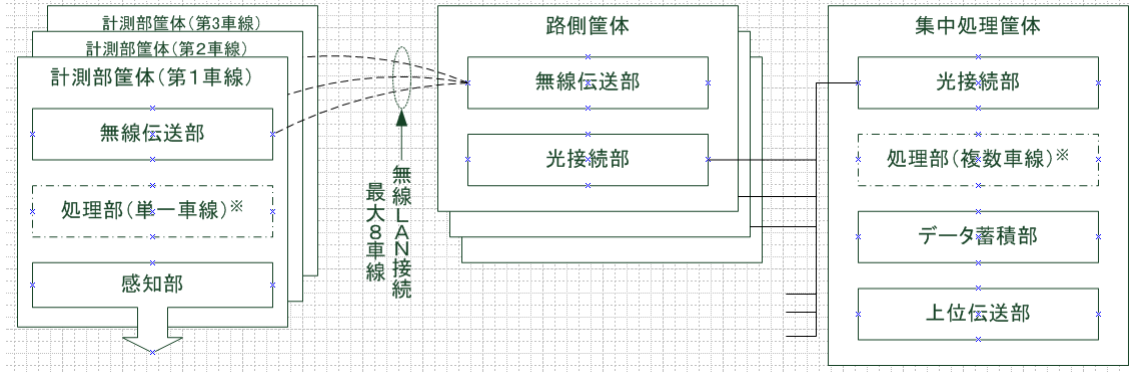 計測部筐体(第3車線)
計測部筐体(第2車線)
計測部筐体(第1車線)
無線伝送部
処理部(単一車線)※
感知部
無線LAN接続
最大8車線
路側筐体
無線伝送部
光接続部
集中処理筐体
光接続部
処理部(複数車線)※
データ蓄積部
上位伝送部